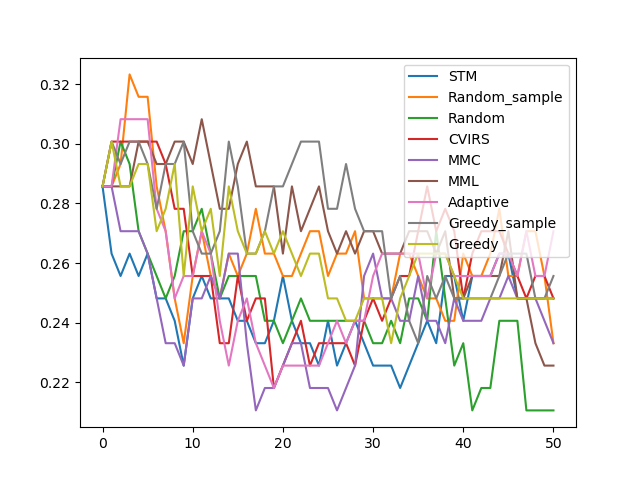 0.32
0.30
0.28
0.26
0.24
0.22
0
10
20
30
40
50
STM
Random_sample
Random
CVIRS
MMC
MML
Adaptive
Greedy_sample
Greedy